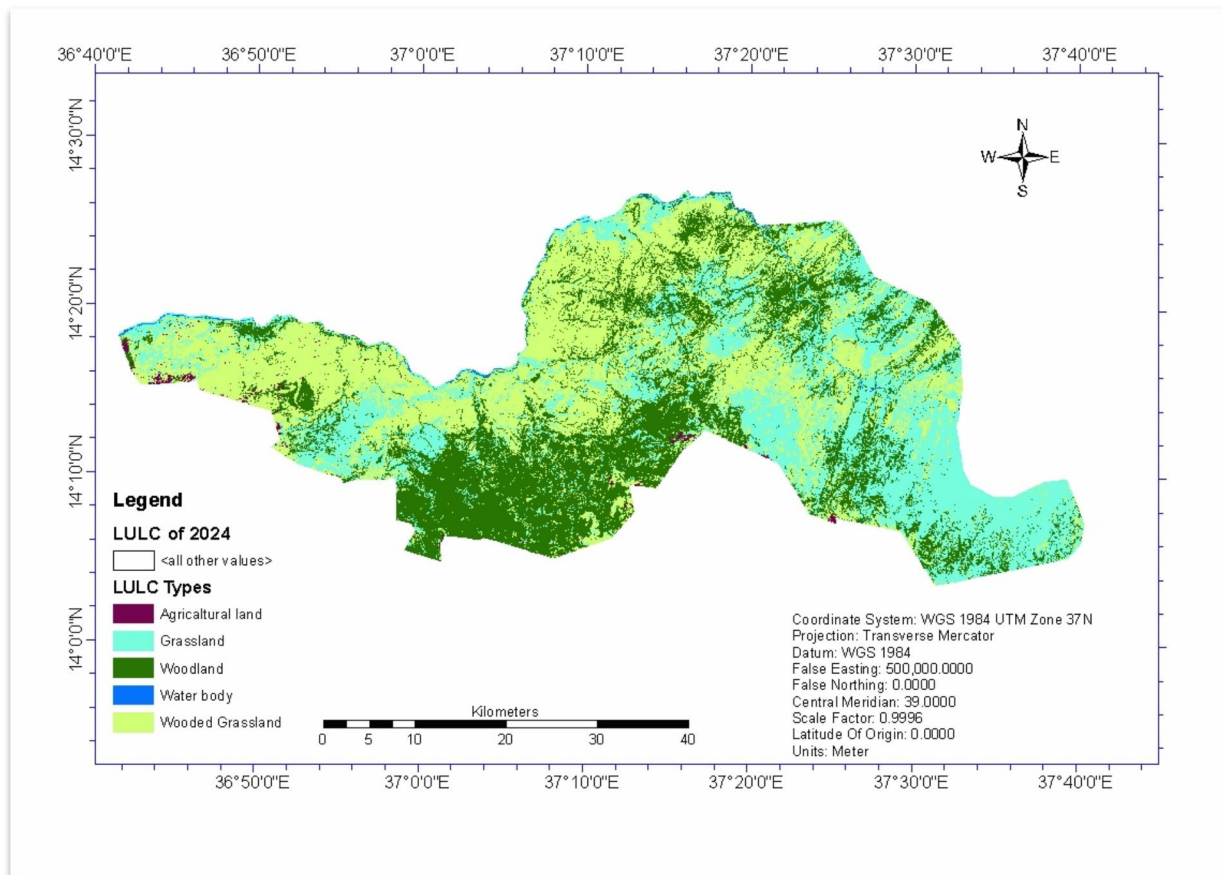 36°40'0"E 36°50'0"E 37°0'0"E 37°10'0"E 37°20'0"E 37°30'0"E 37°40'0"E
14°30'0"N
14°20'0"N
14°10'0"N
14°0'0"N
N
W E
S
Legend
LULC of 2024
<all other values>
LULC Types
Agricaltural land
Grassland
Woodland
Water body
Wooded Grassland
Kilometers
0 5 10 20 30 40
Coordinate System: WGS 1984 UTM Zone 37N
Projection: Transverse Mercator
Datum: WGS 1984
False Easting: 500,000.0000
False Northing: 0.0000
Central Meridian: 39.0000
Scale Factor: 0.9996
Latitude Of Origin: 0.0000
Units: Meter
36°50'0"E 37°0'0"E 37°10'0"E 37°20'0"E 37°30'0"E 37°40'0"E